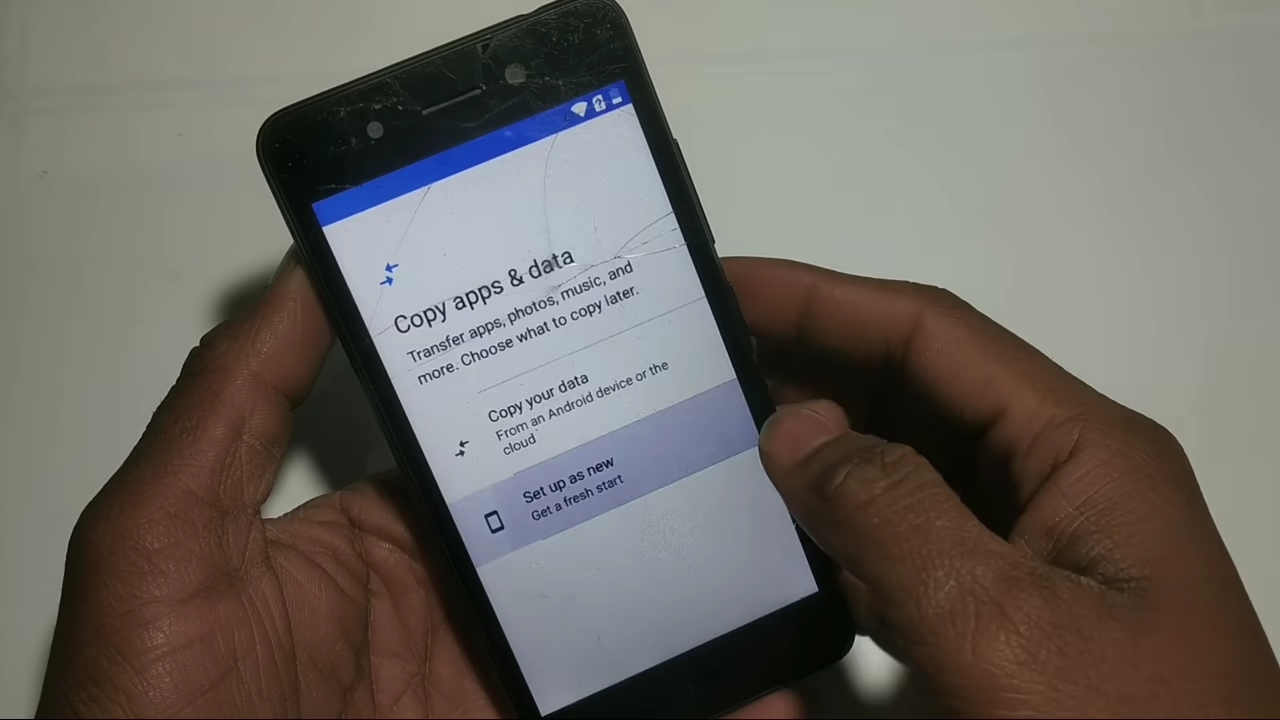 Copy apps & data
Transfer apps, photos, music, and
more. Choose what to copy later.
Copy your data
From an Android device or the
cloud
Set up as new
Get a fresh start